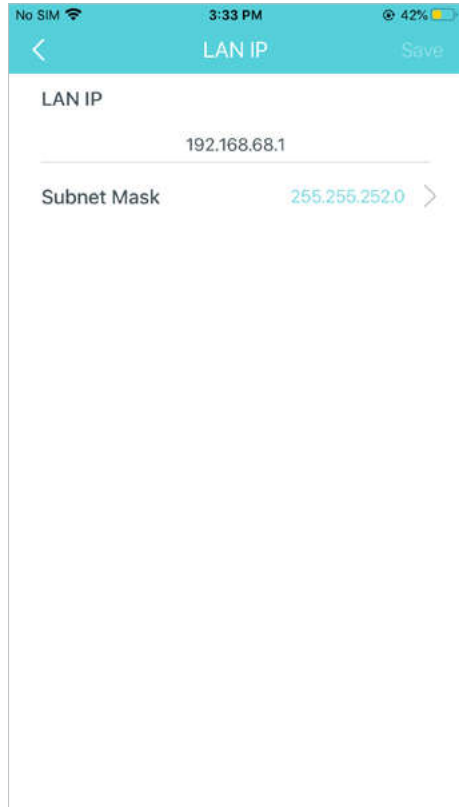 No SIM 3:33 PM 42%
LAN IP Save
LAN IP
192.168.68.1
Subnet Mask 255.255.252.0